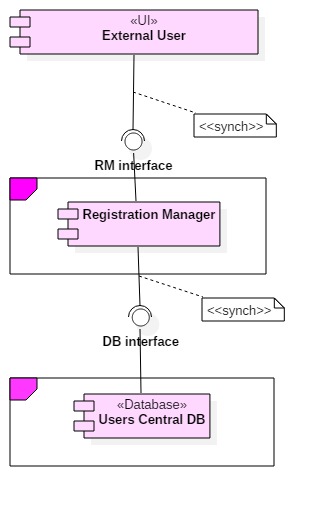 «UI»
External User
<<synch>>
RM interface
Registration Manager
<<synch>>
DB interface
«Database»
Users Central DB